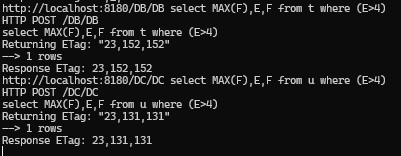 http://localhost:8180/DB/DB select MAX(F),E,F from t where (E>4)
HTTP POST /DB/DB
select MAX(F),E,F from t where (E>4)
Returning ETag: "23,152,152"
--> 1 rows
Response ETag: 23,152,152
http://localhost:8180/DC/DC select MAX(F),E,F from u where (E>4)
HTTP POST /DC/DC
select MAX(F),E,F from u where (E>4)
Returning ETag: "23,131,131"
--> 1 rows
Response ETag: 23,131,131